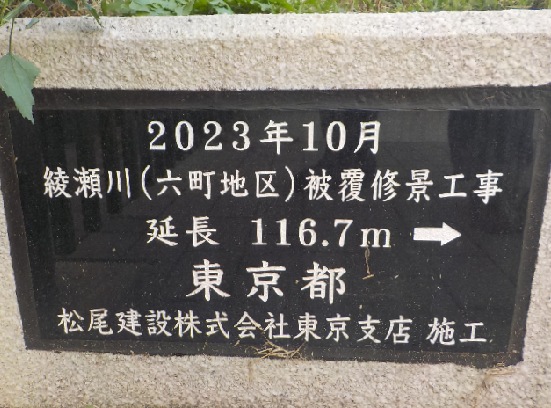 2023年10月
綾瀬川(六町地区)被覆修景工事
延長 116.7m →
東京都
松尾建設株式会社東京支店 施工